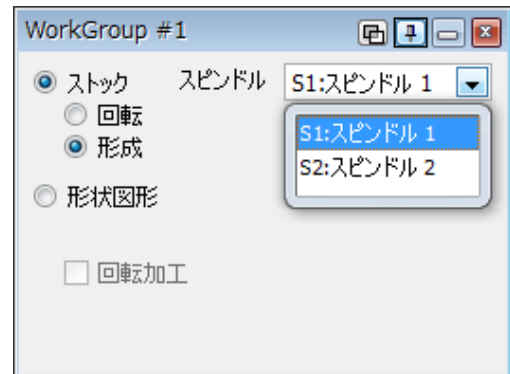 WorkGroup #1
ストック スピンドル S1:スピンドル 1
回転
形成
S1:スピンドル 1
S2:スピンドル 2
形状図形
回転加工